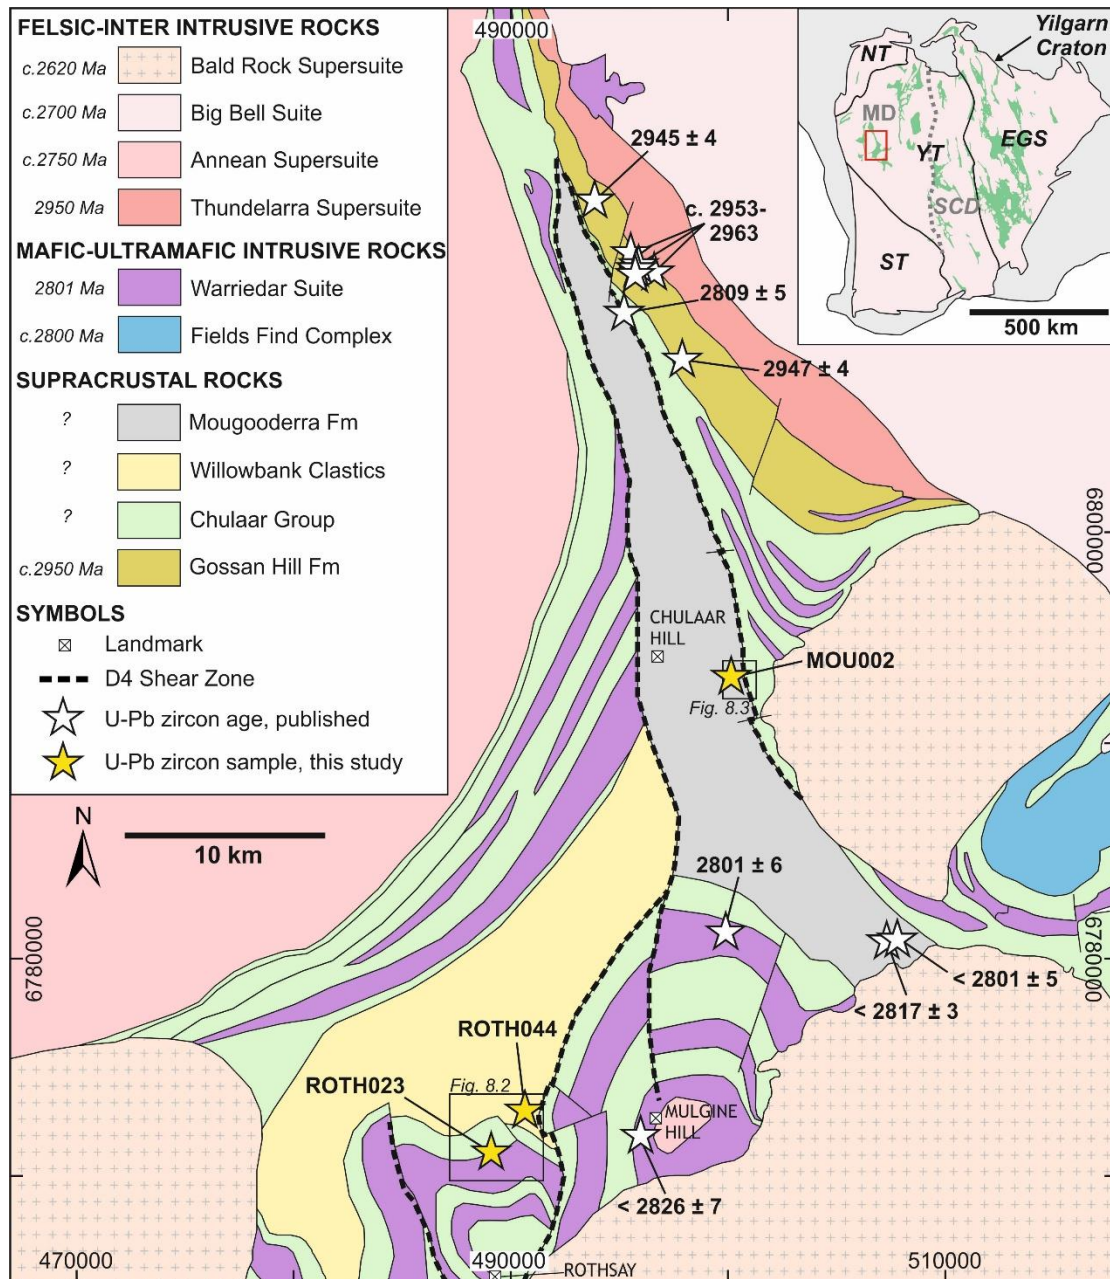 FELSIC-INTER INTRUSIVE ROCKS
c.2620 Ma Bald Rock Supersuite
c.2700 Ma Big Bell Suite
c.2750 Ma Annean Supersuite
2950 Ma Thundelarra Supersuite
MAFIC-ULTRAMAFIC INTRUSIVE ROCKS
2801 Ma Warriedar Suite
c.2800 Ma Fields Find Complex
SUPRACRUSTAL ROCKS
? Mougooderra Fm
? Willowbank Clastics
? Chulaar Group
c.2950 Ma Gossan Hill Fm
SYMBOLS
Landmark
D4 Shear Zone
U-Pb zircon age, published
U-Pb zircon sample, this study
N
10 km
490000
Yilgarn
Craton
NT
MD
YT
EGS
SCD
ST
500 km
2945 ± 4
c. 2953-
2963
2809 ± 5
2947 ± 4
6800000
CHULAAR
HILL
MOU002
Fig. 8.3
2801 ± 6
6780000
6780000
< 2801 ± 5
< 2817 ± 3
ROTH044
ROTH023
Fig. 8.2
MULGINE
HILL
< 2826 ± 7
470000
490000
510000
ROTHSAY